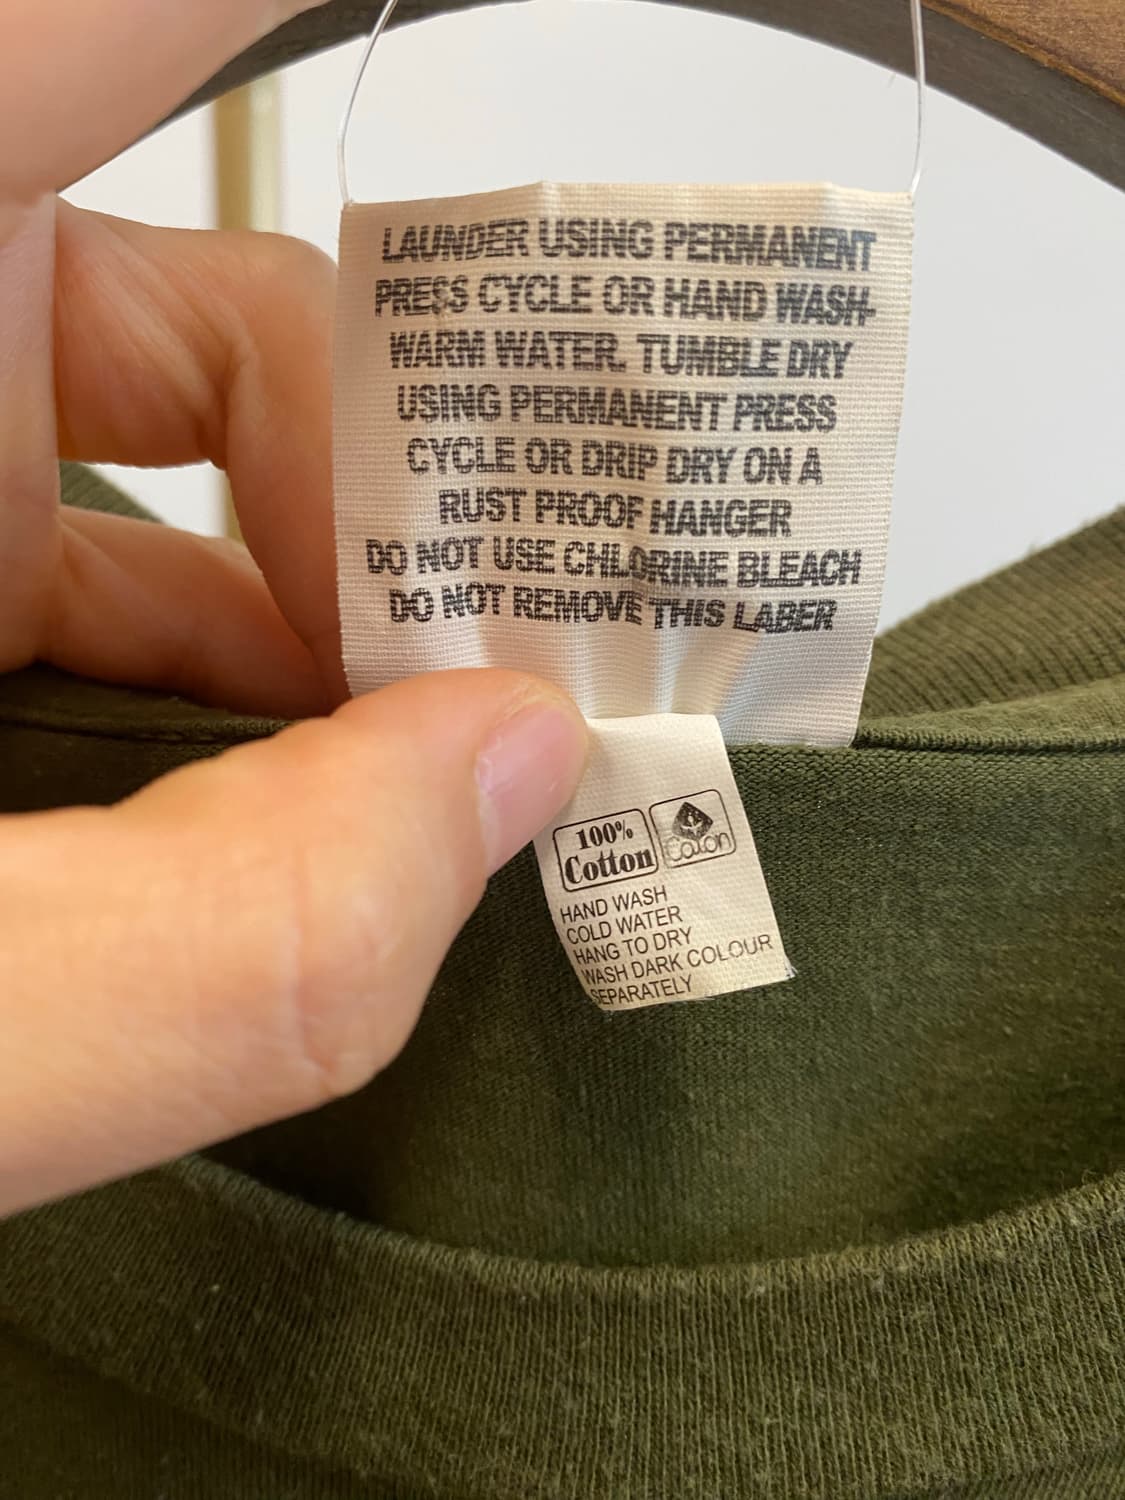 LAUNDER USING PERMANENT
PRESS CYCLE OR HAND WASH-
WARM WATER. TUMBLE DRY
USING PERMANENT PRESS
CYCLE OR DRIP DRY ON A
RUST PROOF HANGER
DO NOT USE CHLORINE BLEACH
DO NOT REMOVE THIS LABER
100%
Cotton
HAND WASH
COLD WATER
HANG TO DRY
WASH DARK COLOUR
SEPARATELY